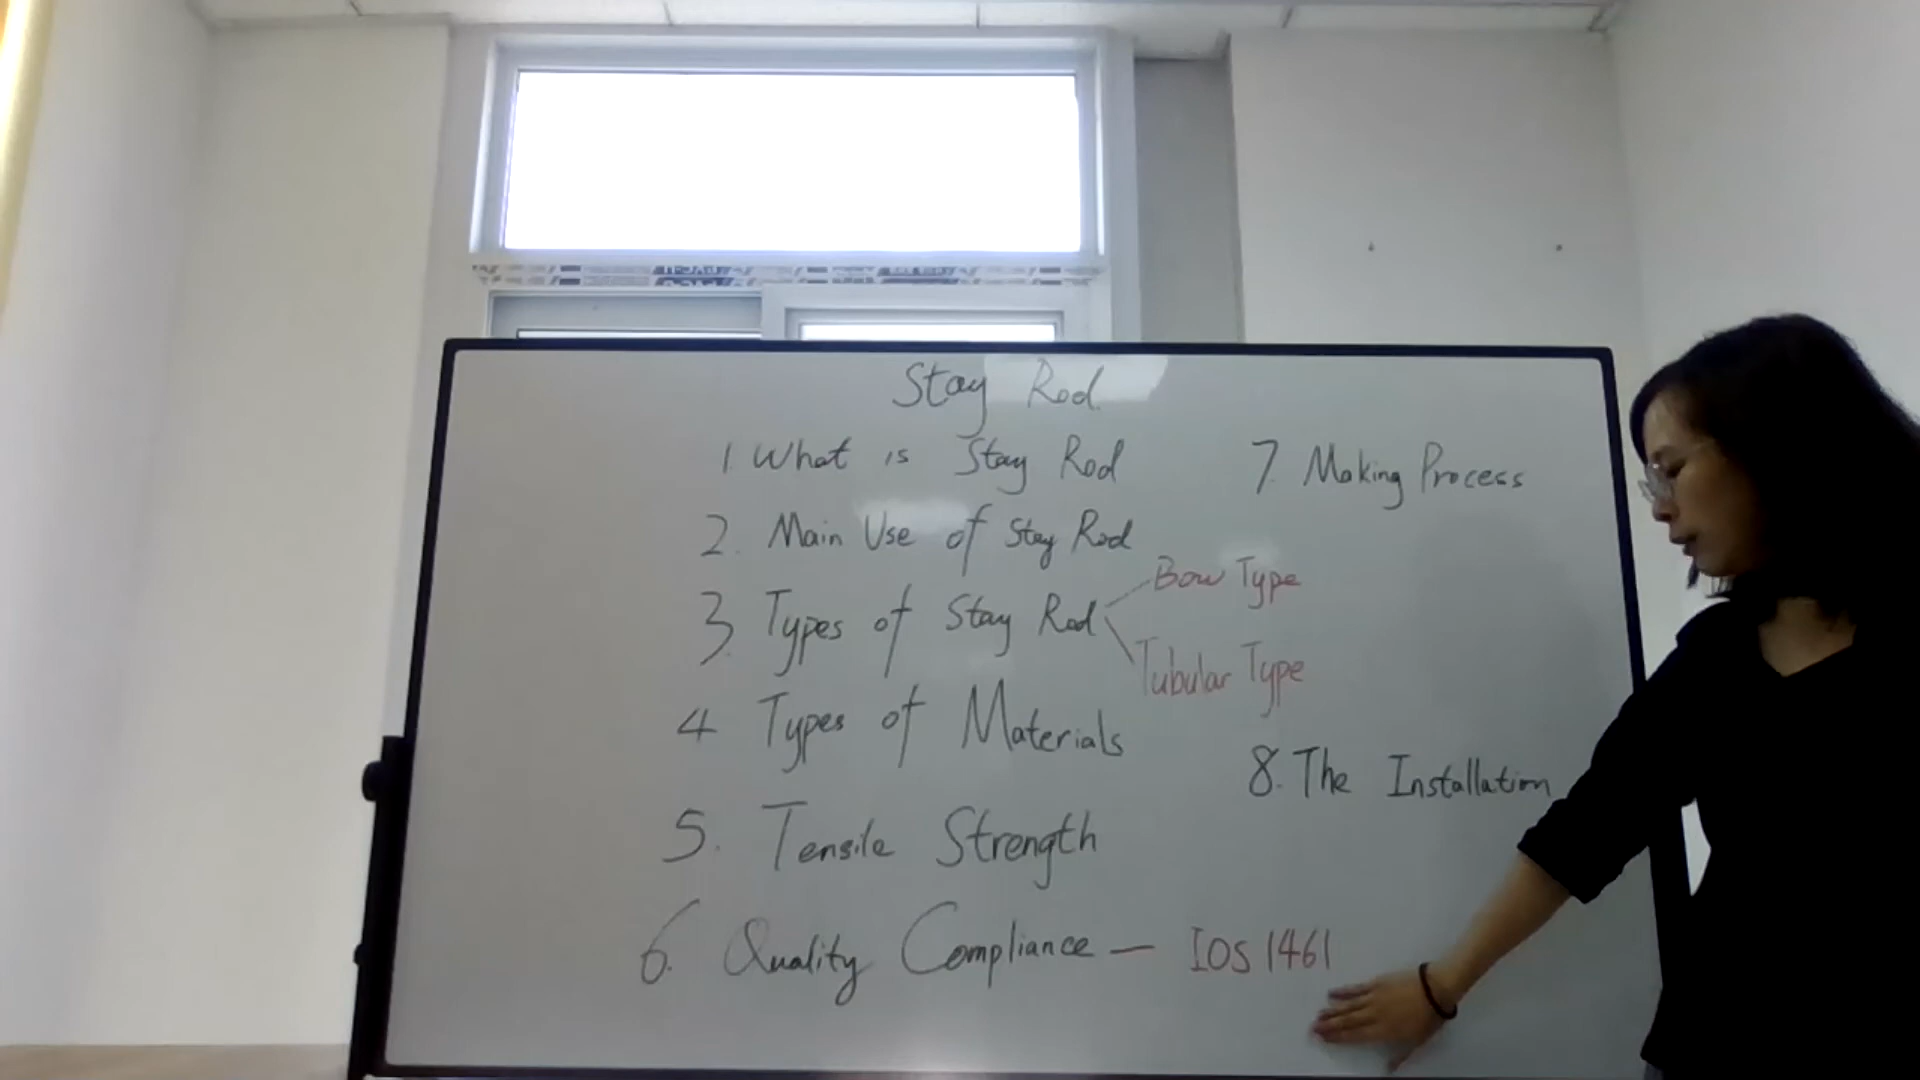 Stay Rod
1. What is Stay Rod
2. Main Use of Stay Rod
3. Types of Stay Rod
Bow Type
Tubular Type
4 Types of Materials
5. Tensile Strength
6. Quality Compliance — IOS 1461
7. Making Process
8. The Installation